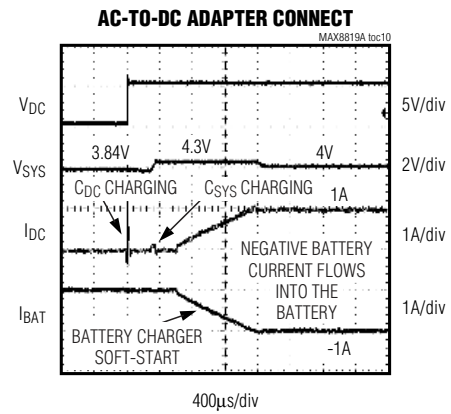 AC-TO-DC ADAPTER CONNECT
MAX8819A toc10
VDC
5V/div
3.84V
4.3V
4V
VSYS
2V/div
CDC CHARGING
CSYS CHARGING
1A
IDC
1A/div
NEGATIVE BATTERY
CURRENT FLOWS
INTO THE
BATTERY
IBAT
1A/div
BATTERY CHARGER
SOFT-START
-1A
400µs/div